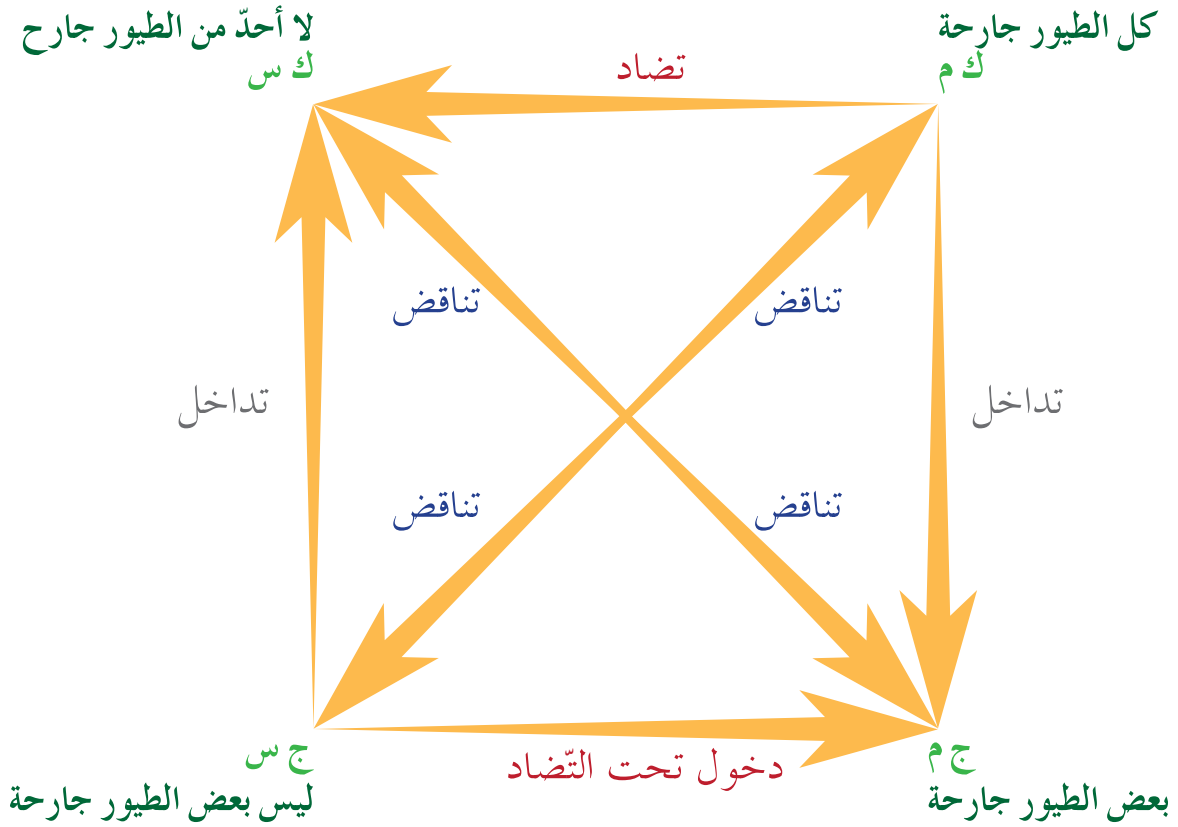 كل الطيور جارحة
ك م
لا أحدّ من الطيور جارح
ك س
تضاد
تناقض
تناقض
تداخل
تداخل
تناقض
تناقض
ج م
بعض الطيور جارحة
دخول تحت التّضاد
ج س
ليس بعض الطيور جارحة